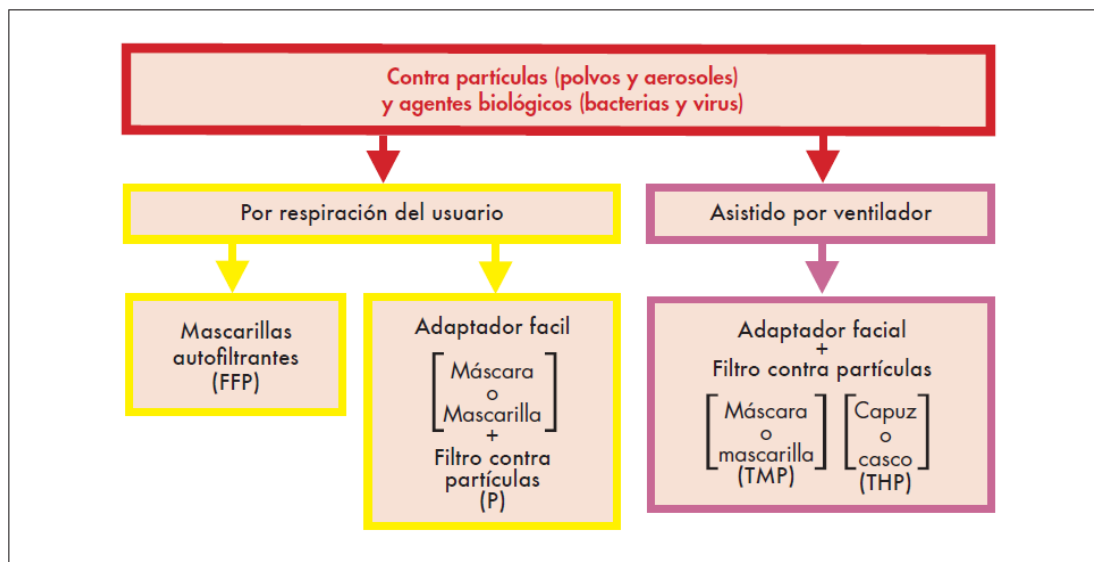 Contra partículas (polvos y aerosoles)
y agentes biológicos (bacterias y virus)
Por respiración del usuario
Asistido por ventilador
Mascarillas
autofiltrantes
(FFP)
Adaptador facil
Máscara
o
Mascarilla
+
Filtro contra
partículas
(P)
Adaptador facial
+
Filtro contra partículas
Máscara
o
mascarilla
(TMP)
Capuz
o
casco
(THP)